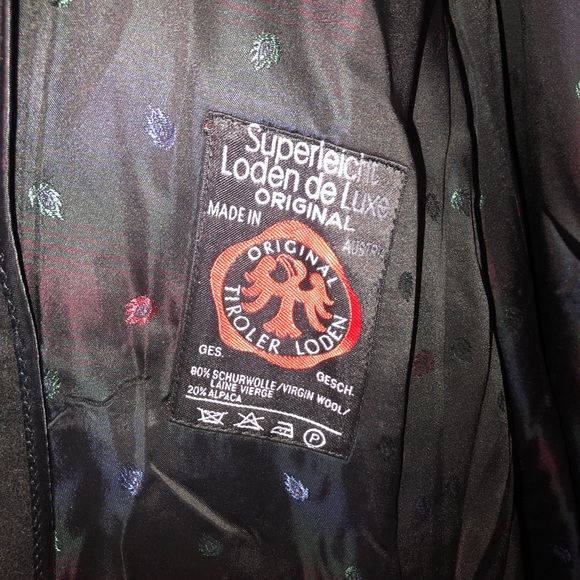 Superleicht
Loden de Luxe
ORIGINAL
MADE IN AUSTRIA
ORIGINAL
TIROLER LODEN
GES. GESCH.
80% SCHURWOLLE/VIRGIN WOOL/
LAINE VIERGE
20% ALPACA
P